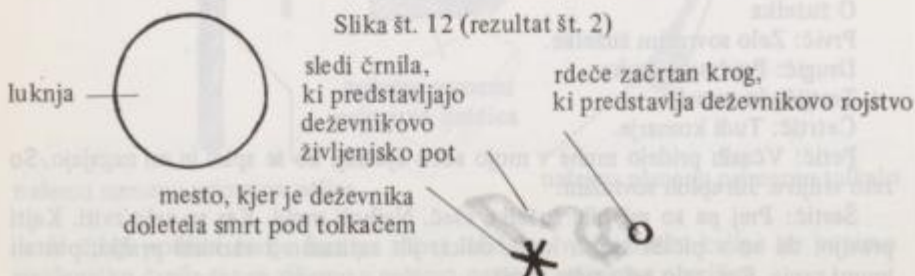 Slika št. 12 (rezultat št. 2)
luknja
sledi črnila,
ki predstavljajo
deževnikovo
življenjsko pot
rdeče začrtan krog,
ki predstavlja deževnikovo rojstvo
mesto, kjer je deževnika
doletela smrt pod tolkačem